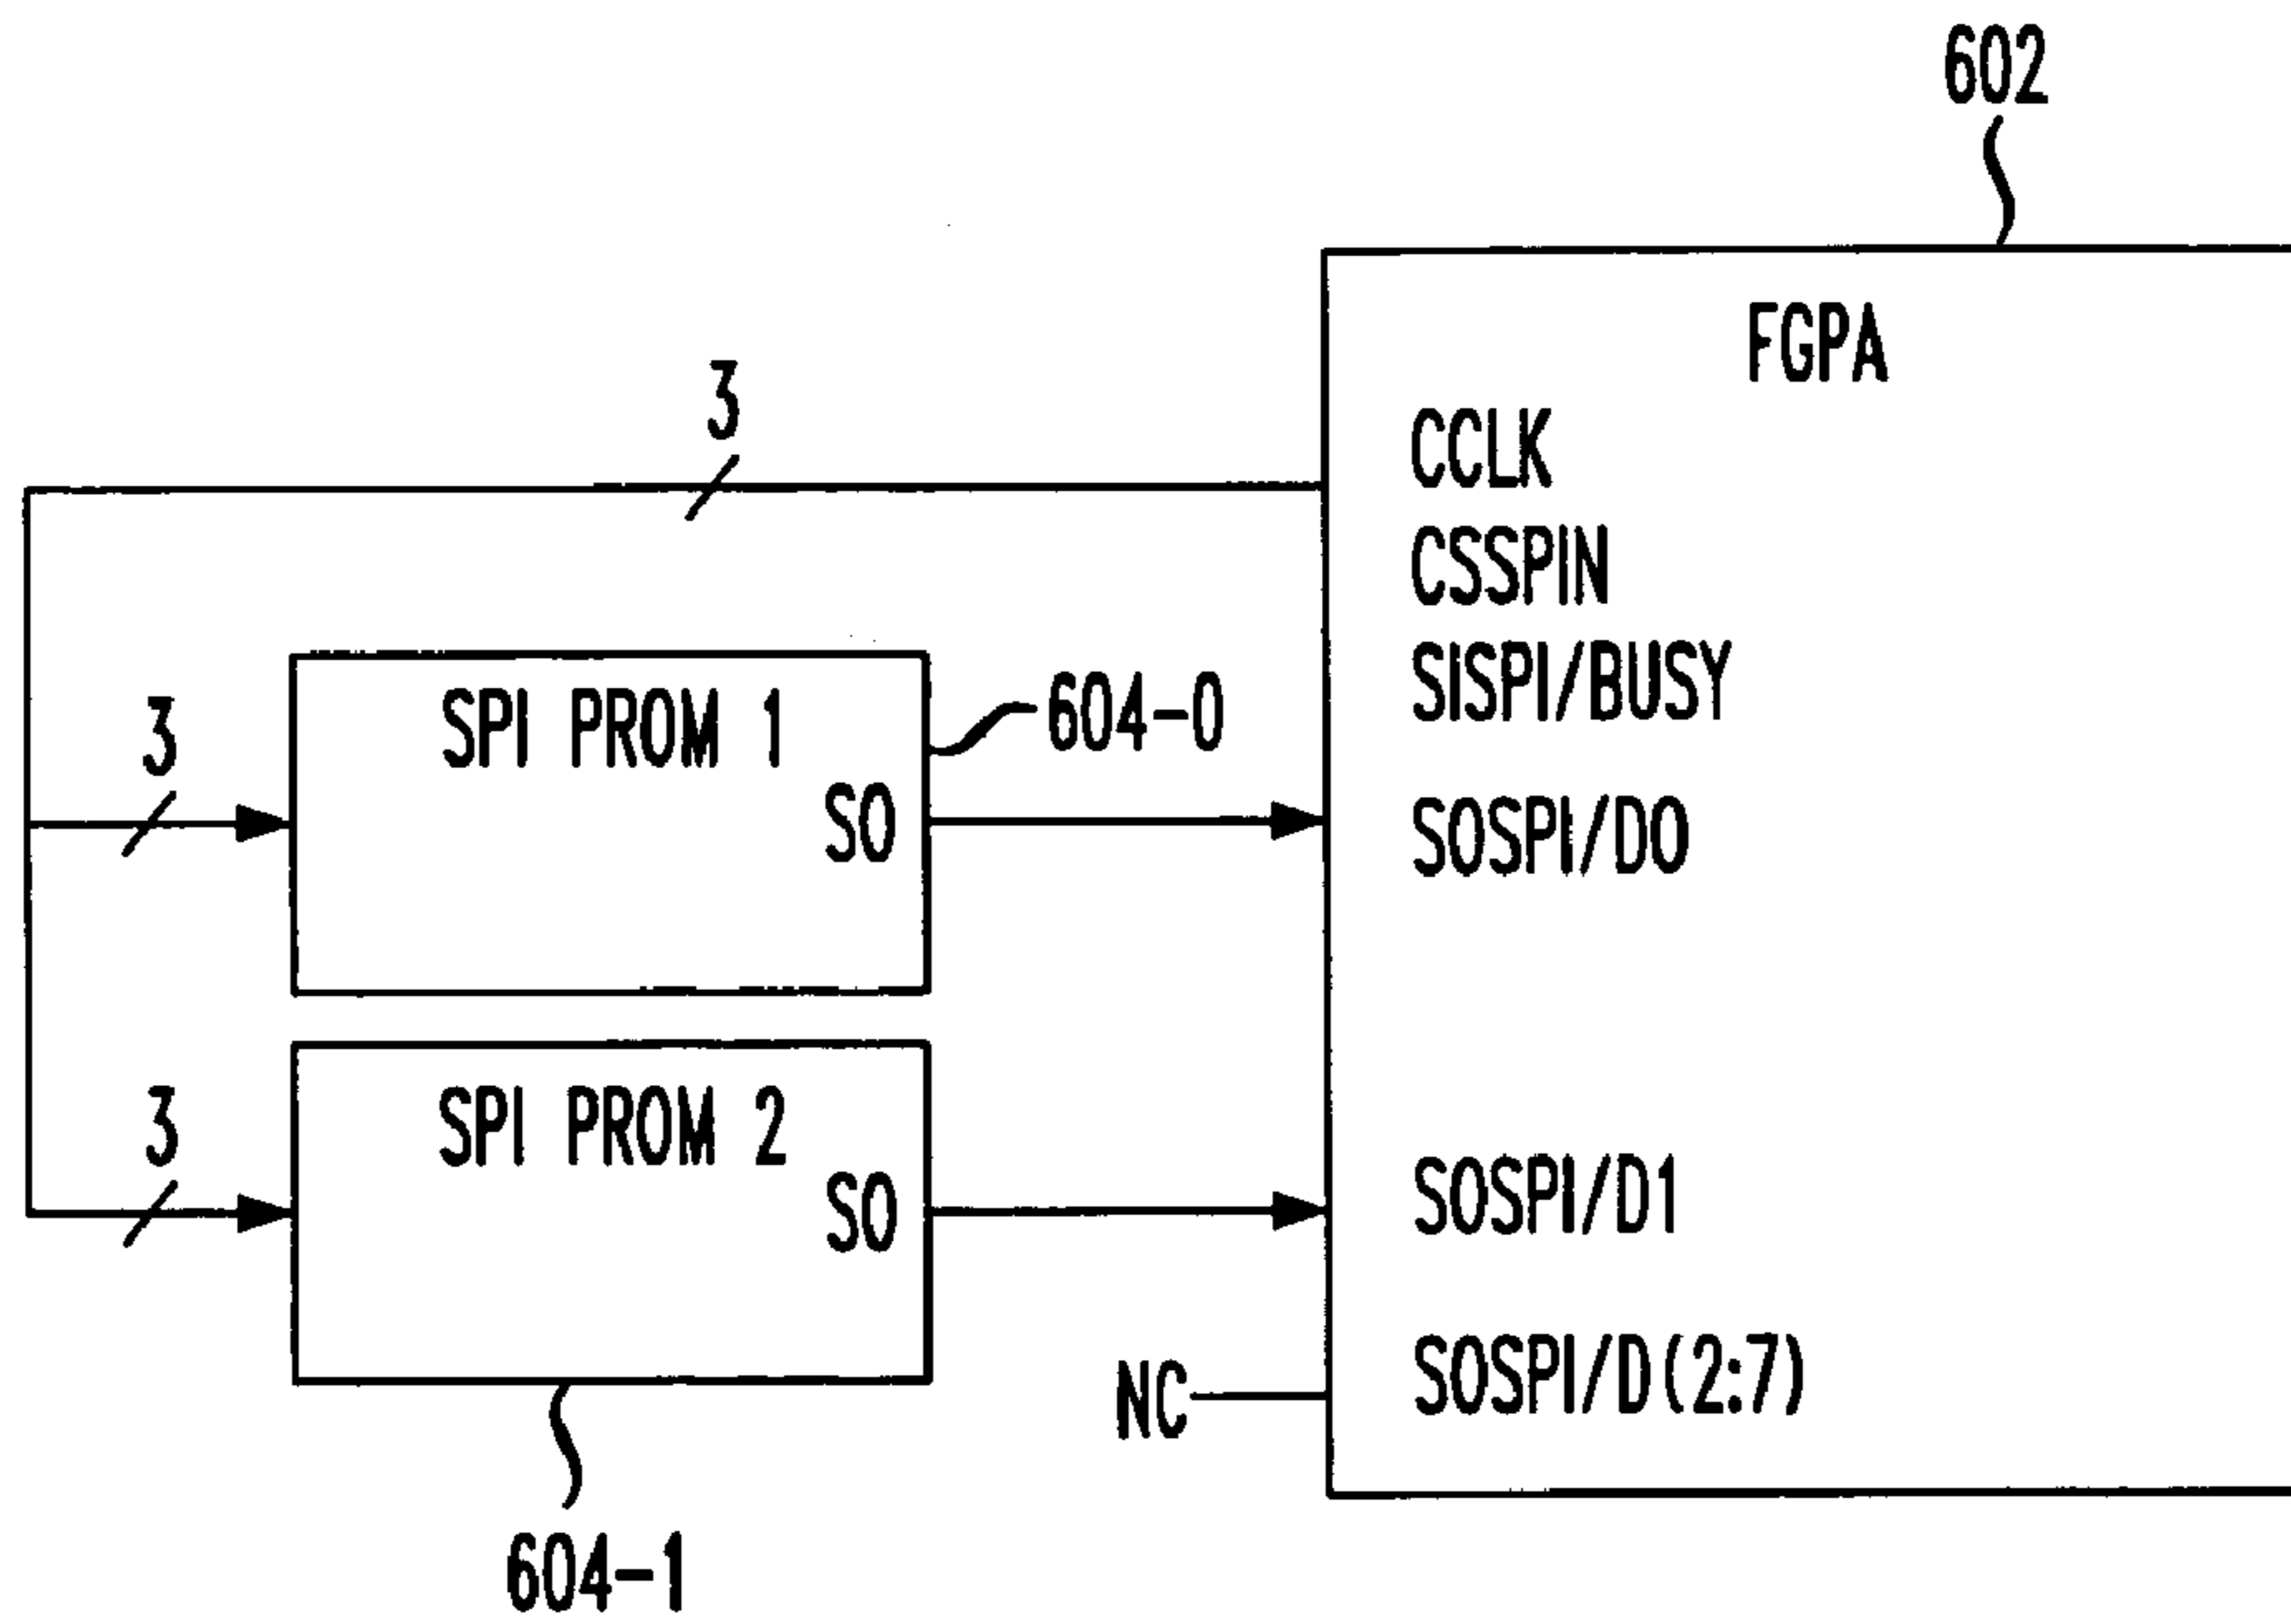 602
FGPA
3
CCLK
CSSPIN
SISPI/BUSY
3
SPI PROM 1
604-0
SO
SOSPI/D0
3
SPI PROM 2
SO
SOSPI/D1
NC
SOSPI/D(2:7)
604-1